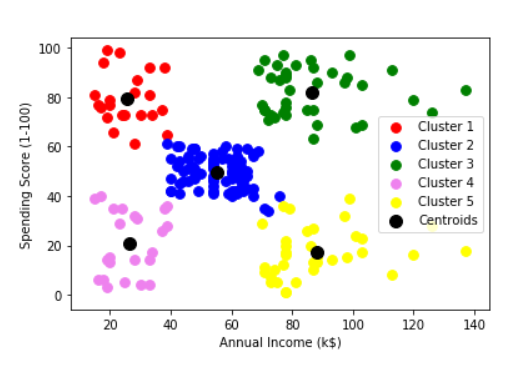 100
80
60
40
20
0
Spending Score (1-100)
20 40 60 80 100 120 140
Annual Income (k$)
Cluster 1
Cluster 2
Cluster 3
Cluster 4
Cluster 5
Centroids